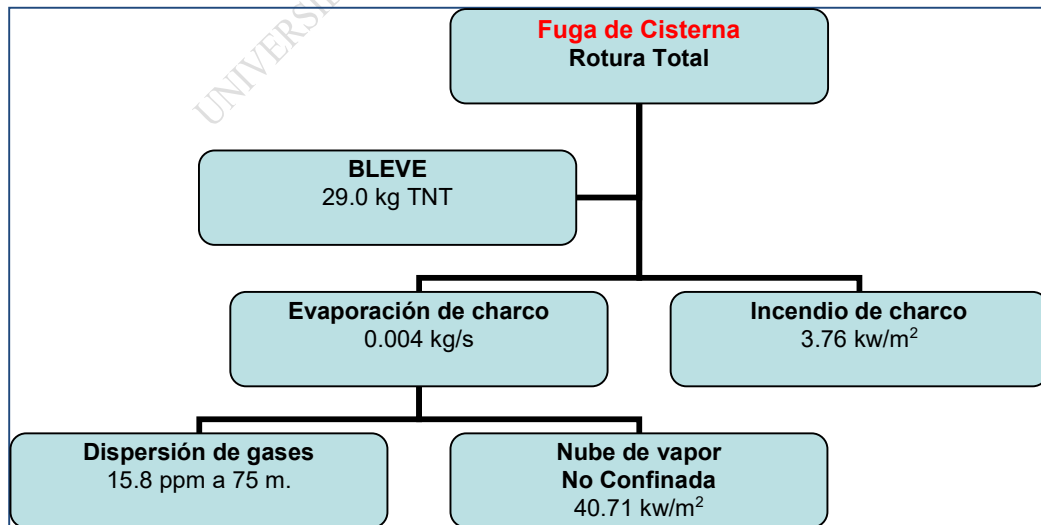 Fuga de Cisterna
Rotura Total
BLEVE
29.0 kg TNT
Evaporación de charco
0.004 kg/s
Incendio de charco
3.76 kw/m²
Dispersión de gases
15.8 ppm a 75 m.
Nube de vapor
No Confinada
40.71 kw/m²